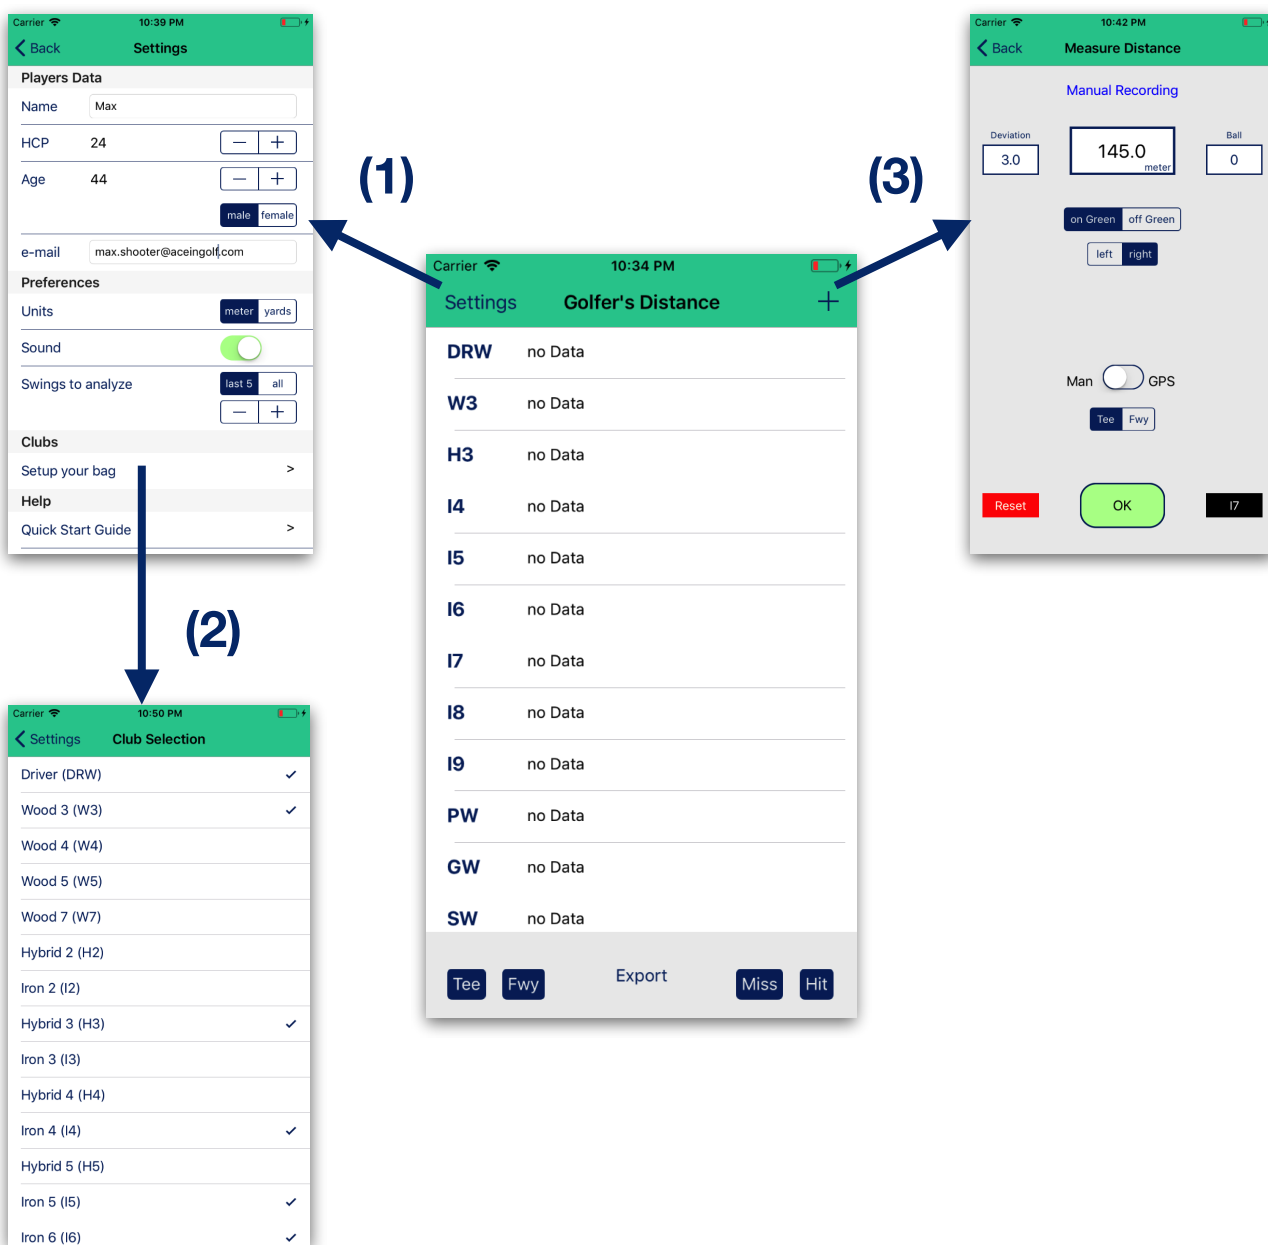 Carrier 10:39 PM
Back Settings
Players Data
Name Max
HCP 24 — +
Age 44 — +
male female
e-mail max.shooter@aceingolf.com
Preferences
Units meter yards
Sound
Swings to analyze last 5 all
— +
Clubs
Setup your bag >
Help
Quick Start Guide >
(1)
(2)
Carrier 10:50 PM
Settings Club Selection
Driver (DRW)
Wood 3 (W3)
Wood 4 (W4)
Wood 5 (W5)
Wood 7 (W7)
Hybrid 2 (H2)
Iron 2 (I2)
Hybrid 3 (H3)
Iron 3 (I3)
Hybrid 4 (H4)
Iron 4 (I4)
Hybrid 5 (H5)
Iron 5 (I5)
Iron 6 (I6)
Carrier 10:34 PM
Settings Golfer's Distance +
DRW no Data
W3 no Data
H3 no Data
I4 no Data
I5 no Data
I6 no Data
I7 no Data
I8 no Data
I9 no Data
PW no Data
GW no Data
SW no Data
Tee Fwy Export Miss Hit
(3)
Carrier 10:42 PM
Back Measure Distance
Manual Recording
Deviation Ball
3.0 145.0 0
meter
on Green off Green
left right
Man GPS
Tee Fwy
Reset OK I7